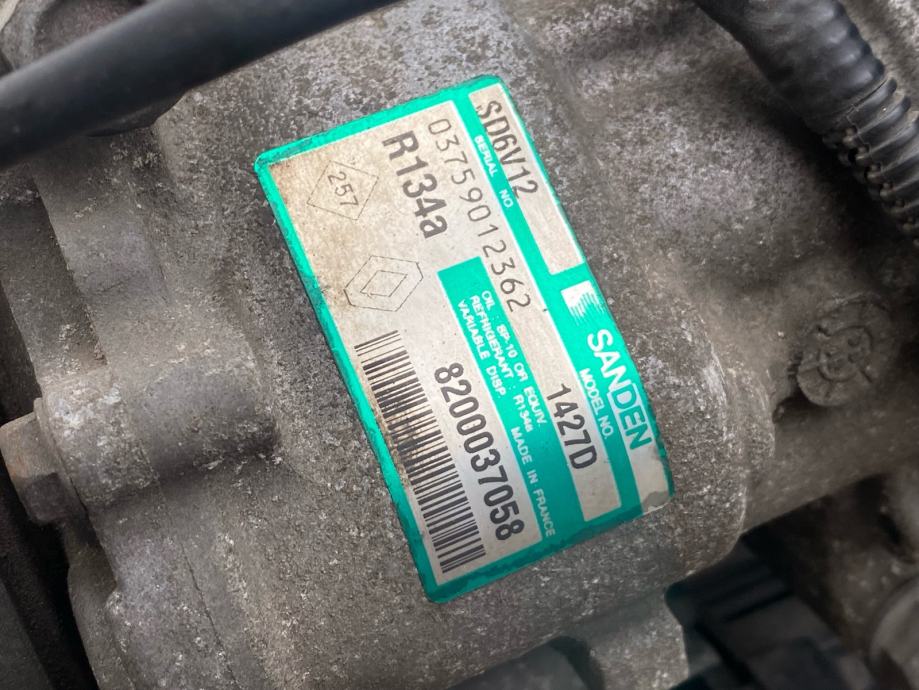 SANDEN
MODEL NO.
SD6V12
1427D
SERIAL NO
03759012362
OIL : SP-10 OR EQUIV.
REFRIGERANT : R134a
VARIABLE DISP. MADE IN FRANCE
R134a
8200037058
257